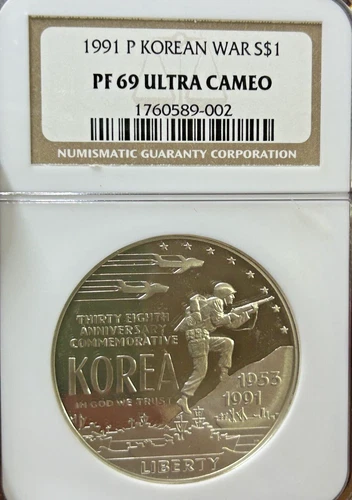 1991 P KOREAN WAR S$1
PF 69 ULTRA CAMEO
1760589-002
NUMISMATIC GUARANTY CORPORATION
THIRTY EIGHTH
ANNIVERSARY
COMMEMORATIVE
KOREA
IN GOD WE TRUST
1953
1991
LIBERTY